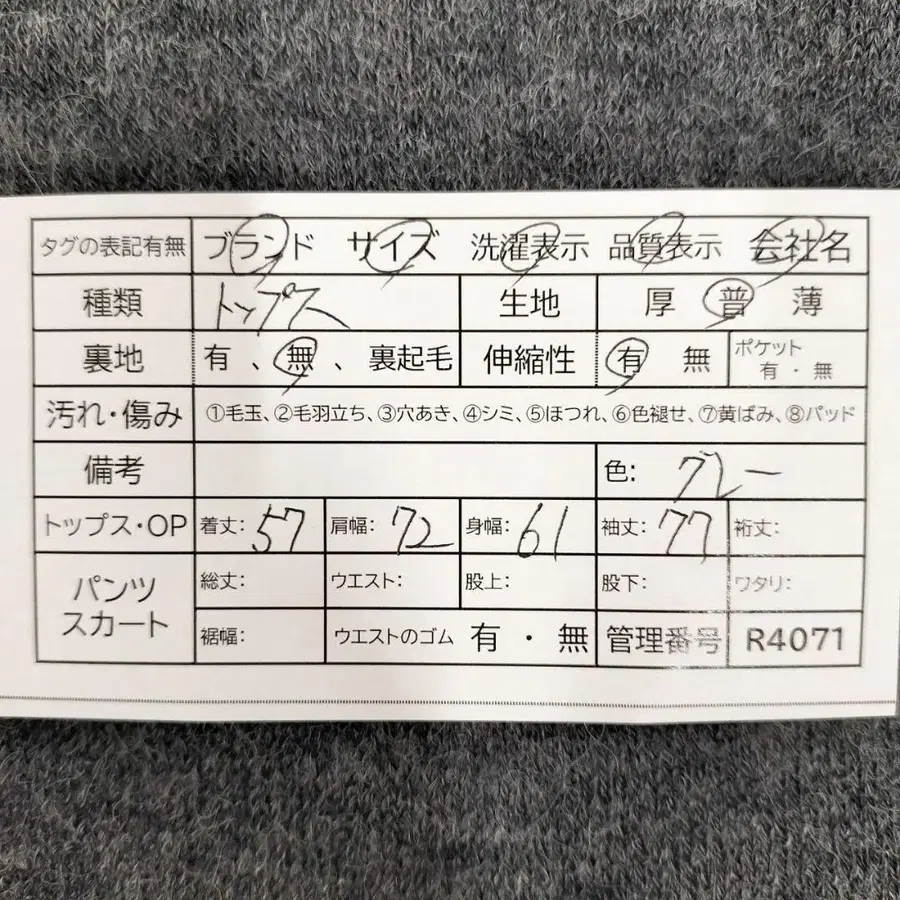 タグの表記有無 ブランド サイズ 洗濯表示 品質表示 会社名
種類 トップス 生地 厚 普 薄
裏地 有 、無 、裏起毛 伸縮性 有 無 ポケット 有・無
汚れ・傷み ①毛玉、②毛羽立ち、③穴あき、④シミ、⑤ほつれ、⑥色褪せ、⑦黄ばみ、⑧パッド
備考 色: グレー
トップス・OP 着丈: 57 肩幅: 72 身幅: 61 袖丈: 77 裄丈:
パンツ スカート 総丈: ウエスト: 股上: 股下: ワタリ:
裾幅: ウエストのゴム 有・無 管理番号 R4071